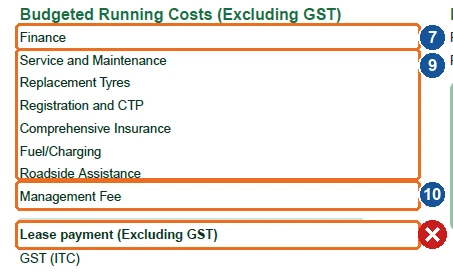 Budgeted Running Costs (Excluding GST)
Finance
7
Service and Maintenance
9
Replacement Tyres
Registration and CTP
Comprehensive Insurance
Fuel/Charging
Roadside Assistance
Management Fee
10
Lease payment (Excluding GST)
GST (ITC)